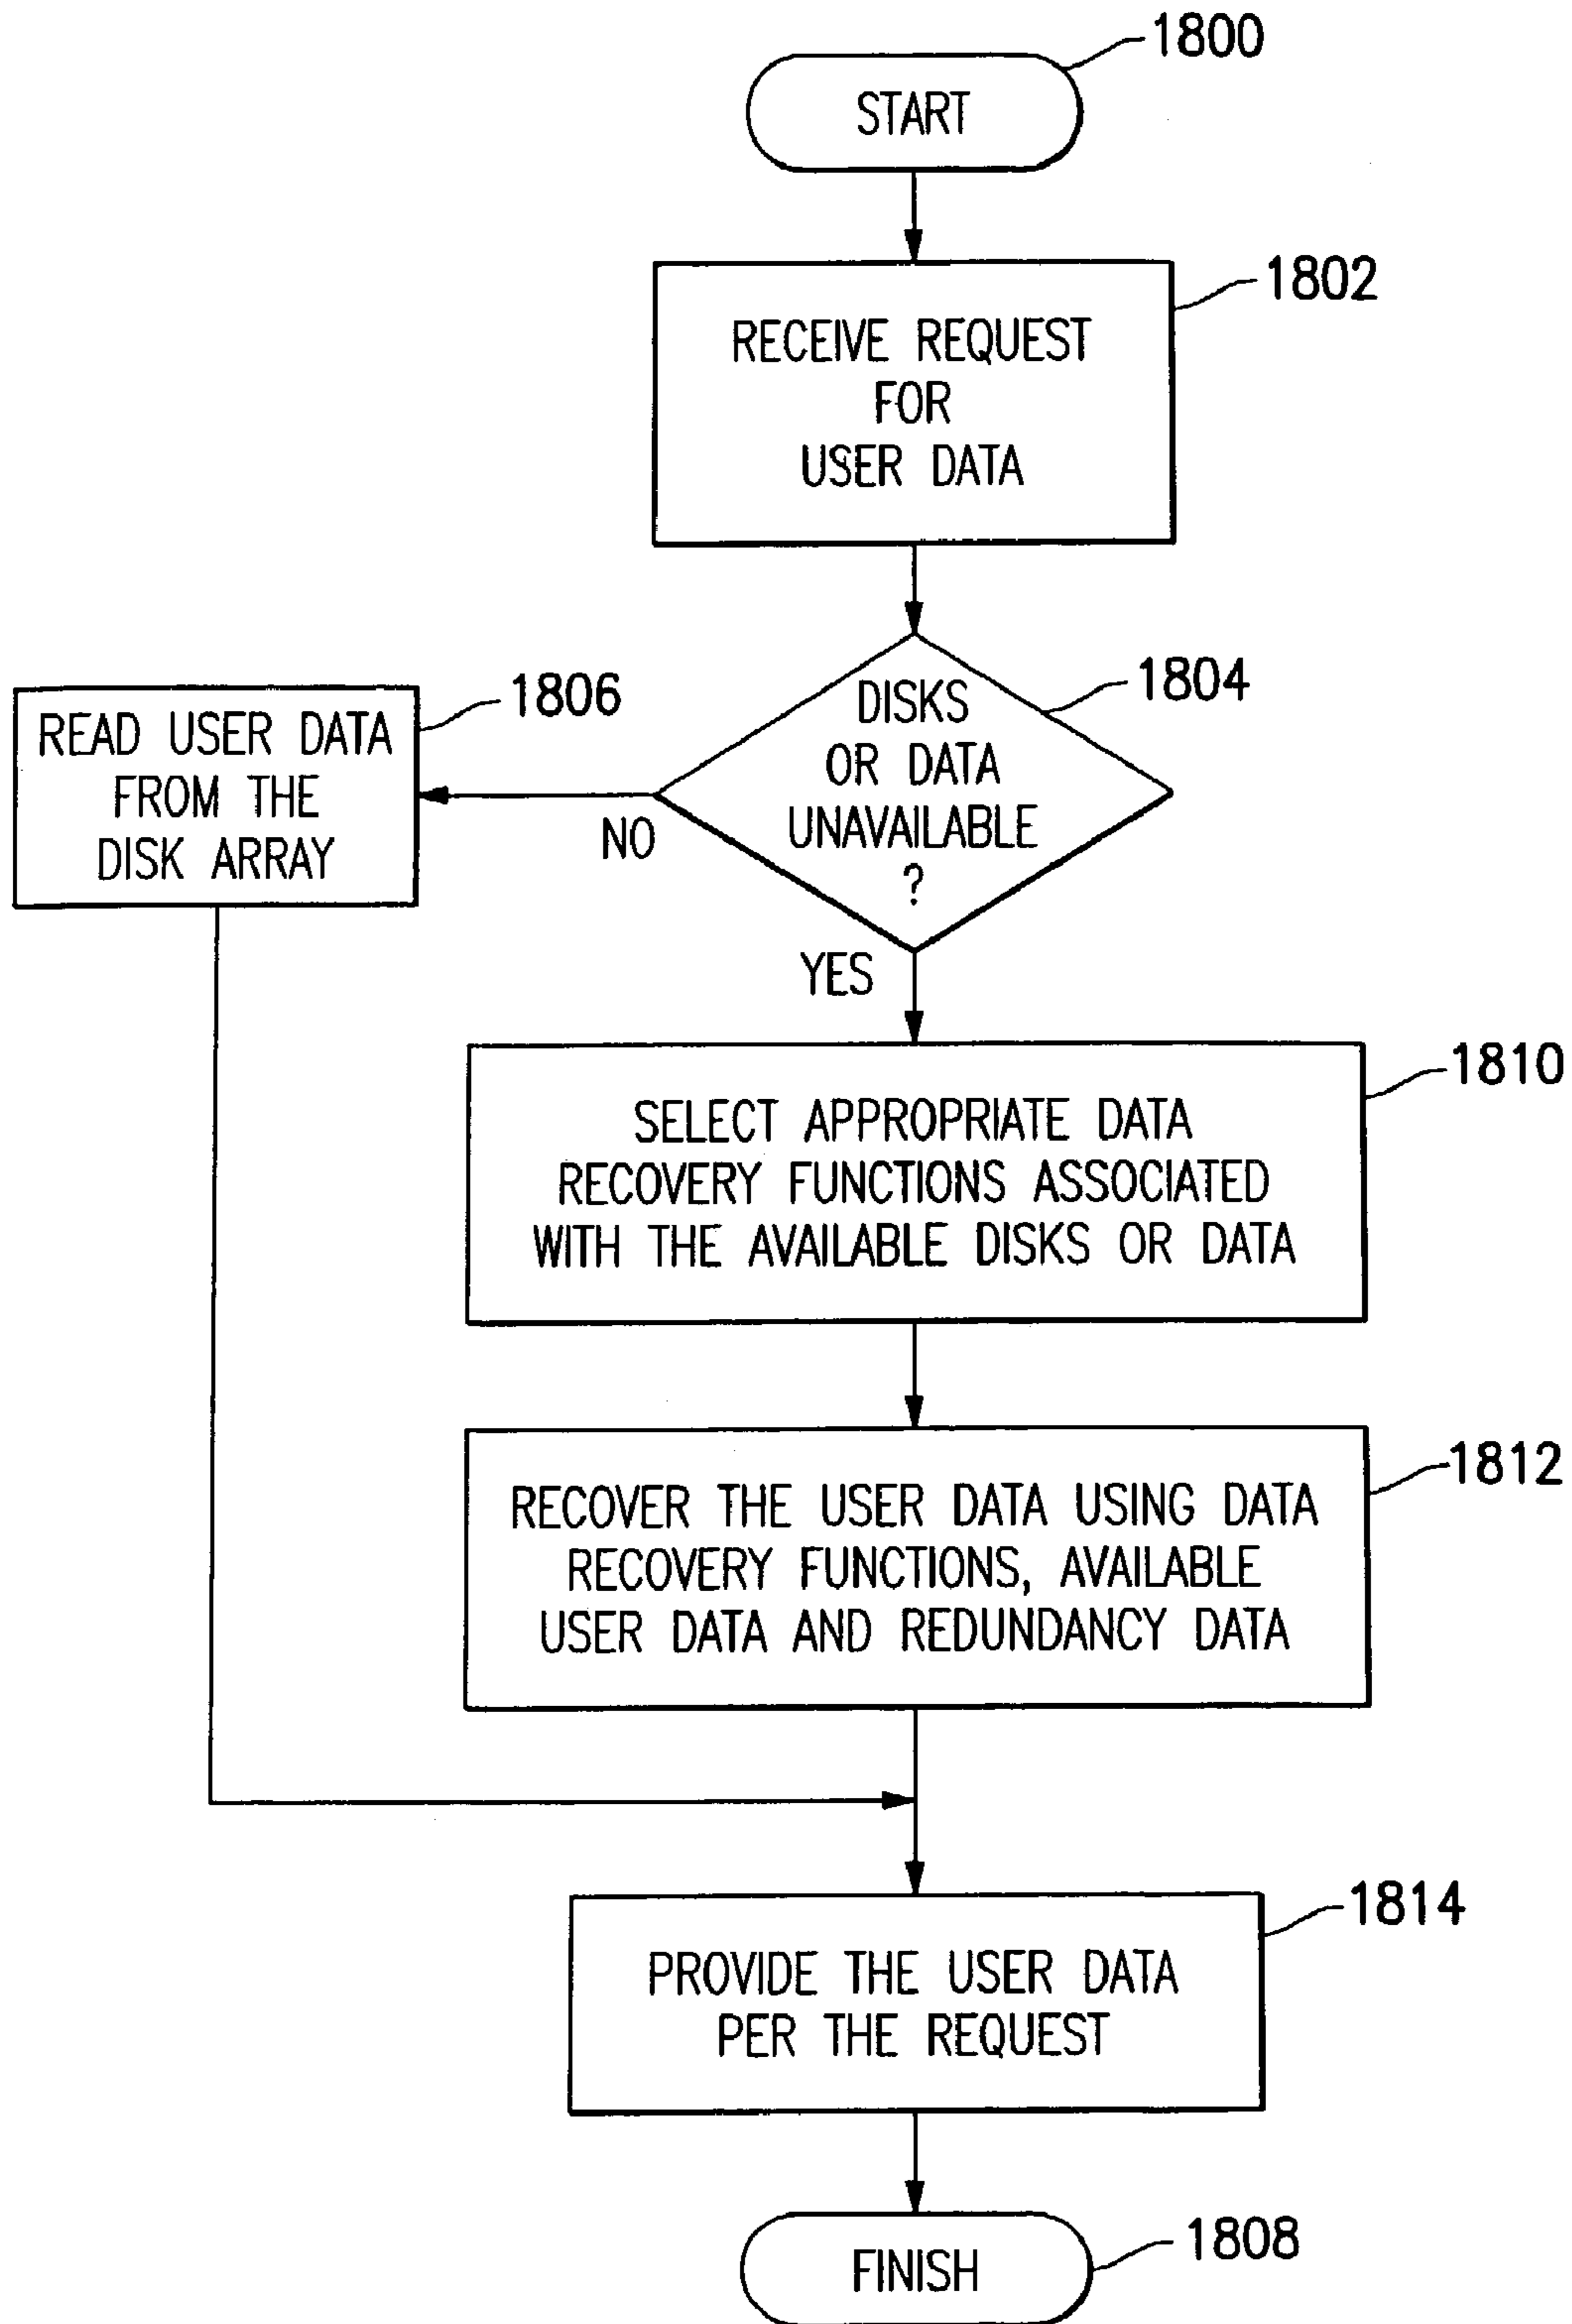 1800
START
1802
RECEIVE REQUEST
FOR
USER DATA
1804
DISKS
OR DATA
UNAVAILABLE
?
1806
READ USER DATA
FROM THE
DISK ARRAY
NO
YES
1810
SELECT APPROPRIATE DATA
RECOVERY FUNCTIONS ASSOCIATED
WITH THE AVAILABLE DISKS OR DATA
1812
RECOVER THE USER DATA USING DATA
RECOVERY FUNCTIONS, AVAILABLE
USER DATA AND REDUNDANCY DATA
1814
PROVIDE THE USER DATA
PER THE REQUEST
1808
FINISH